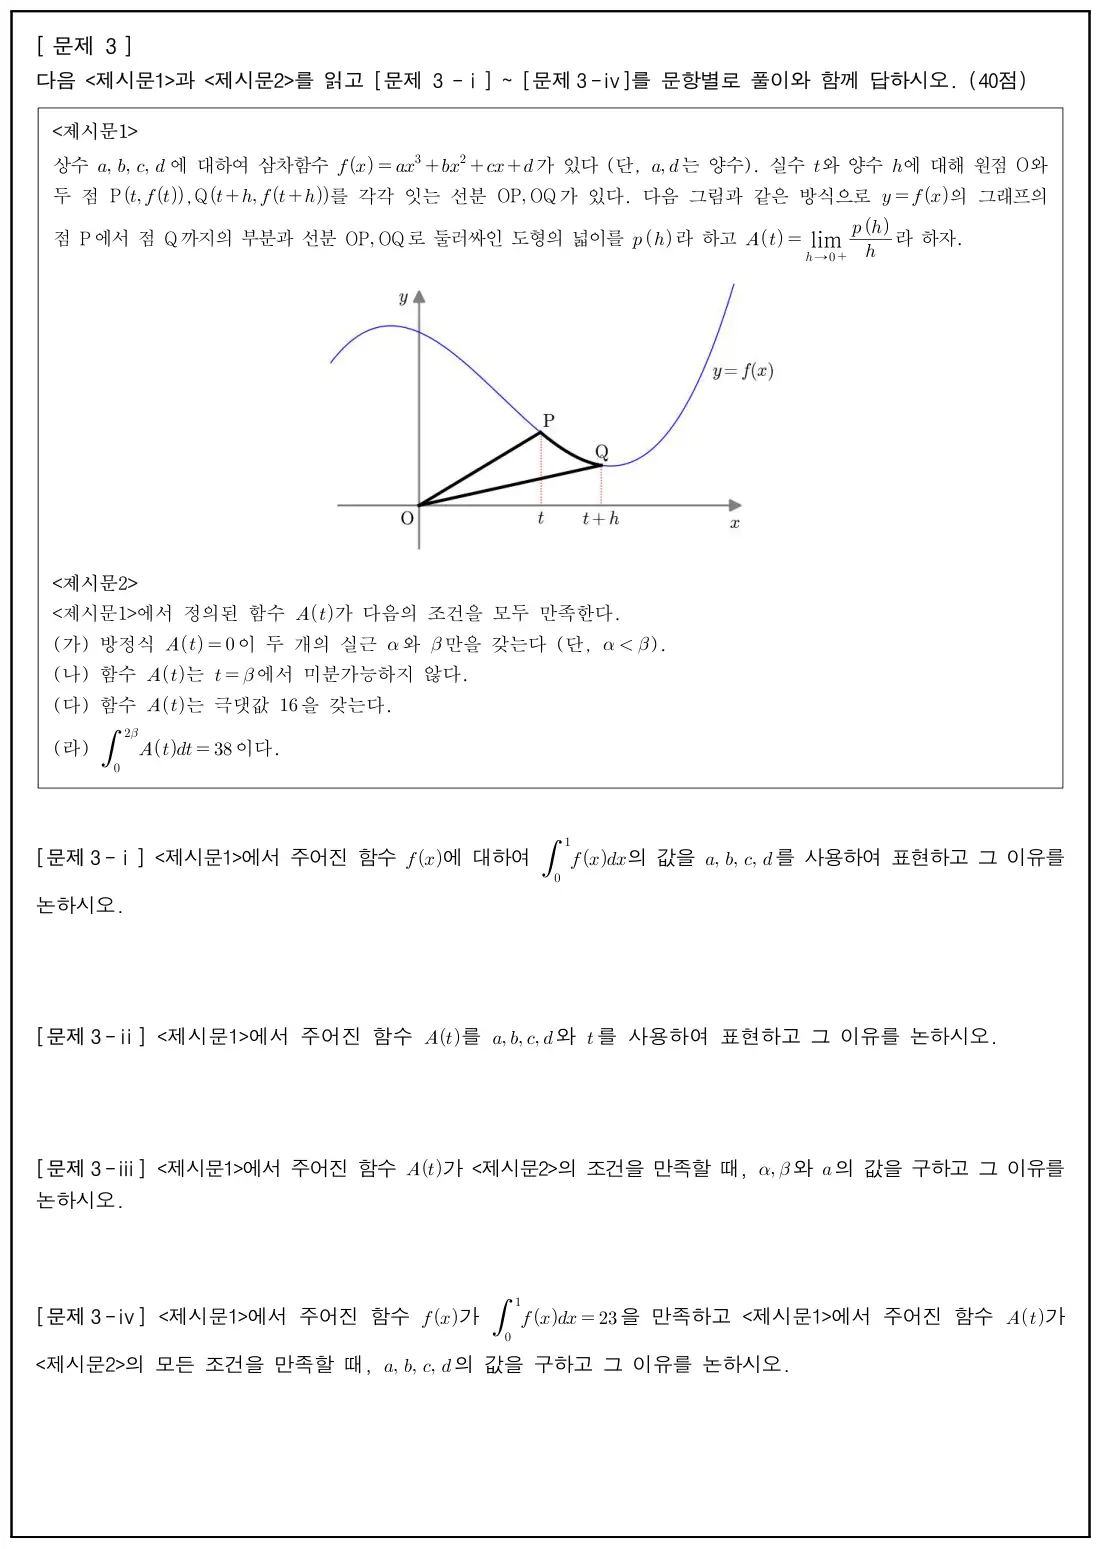 [ 문제 3 ]
다음 <제시문1>과 <제시문2>를 읽고 [문제 3 - i ] ~ [문제 3-iv]를 문항별로 풀이와 함께 답하시오. (40점)
<제시문1>
상수 a, b, c, d 에 대하여 삼차함수 f(x)=ax³+bx²+cx+d가 있다 (단, a, d는 양수). 실수 t와 양수 h에 대해 원점 O와
두 점 P(t, f(t)), Q(t+h, f(t+h))를 각각 잇는 선분 OP, OQ가 있다. 다음 그림과 같은 방식으로 y=f(x)의 그래프의
점 P에서 점 Q까지의 부분과 선분 OP, OQ로 둘러싸인 도형의 넓이를 p(h)라 하고 A(t)= lim_{h→0+} p(h)/h 라 하자.
y
y=f(x)
P
Q
O
t
t+h
x
<제시문2>
<제시문1>에서 정의된 함수 A(t)가 다음의 조건을 모두 만족한다.
(가) 방정식 A(t)=0이 두 개의 실근 α와 β만을 갖는다 (단, α<β).
(나) 함수 A(t)는 t=β에서 미분가능하지 않다.
(다) 함수 A(t)는 극댓값 16을 갖는다.
(라) ∫_0^{2β} A(t)dt=38이다.
[문제 3- i ] <제시문1>에서 주어진 함수 f(x)에 대하여 ∫_0^1 f(x)dx의 값을 a, b, c, d를 사용하여 표현하고 그 이유를
논하시오.
[문제 3-ii ] <제시문1>에서 주어진 함수 A(t)를 a, b, c, d와 t를 사용하여 표현하고 그 이유를 논하시오.
[문제 3-iii] <제시문1>에서 주어진 함수 A(t)가 <제시문2>의 조건을 만족할 때, α, β와 a의 값을 구하고 그 이유를
논하시오.
[문제 3-iv] <제시문1>에서 주어진 함수 f(x)가 ∫_0^1 f(x)dx=23을 만족하고 <제시문1>에서 주어진 함수 A(t)가
<제시문2>의 모든 조건을 만족할 때, a, b, c, d의 값을 구하고 그 이유를 논하시오.